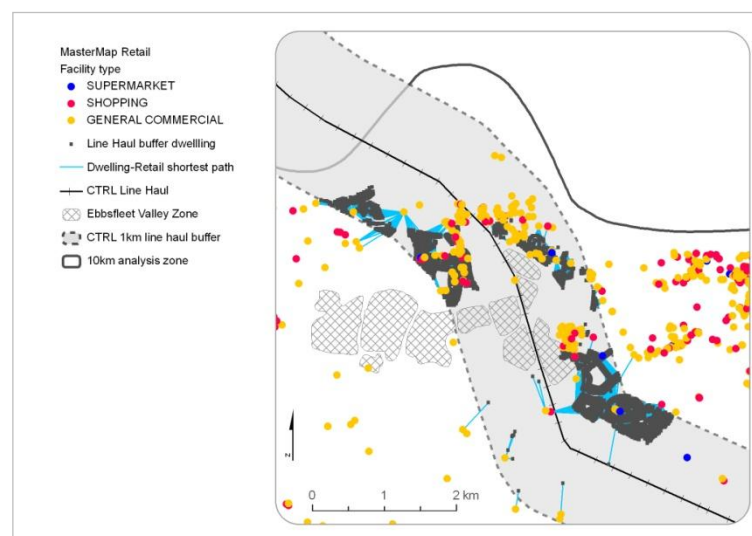 MasterMap Retail
Facility type
SUPERMARKET
SHOPPING
GENERAL COMMERCIAL
Line Haul buffer dwellling
Dwelling-Retail shortest path
CTRL Line Haul
Ebbsfleet Valley Zone
CTRL 1km line haul buffer
10km analysis zone
z
0 1 2 km